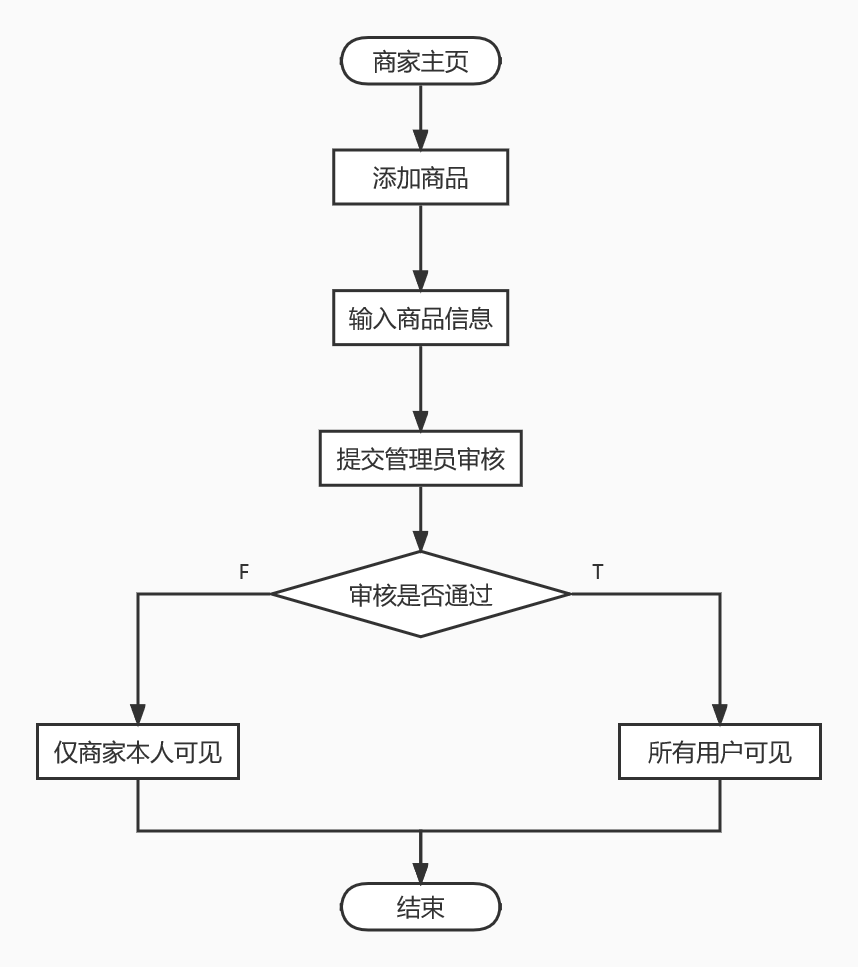 商家主页
添加商品
输入商品信息
提交管理员审核
F
T
审核是否通过
仅商家本人可见
所有用户可见
结束